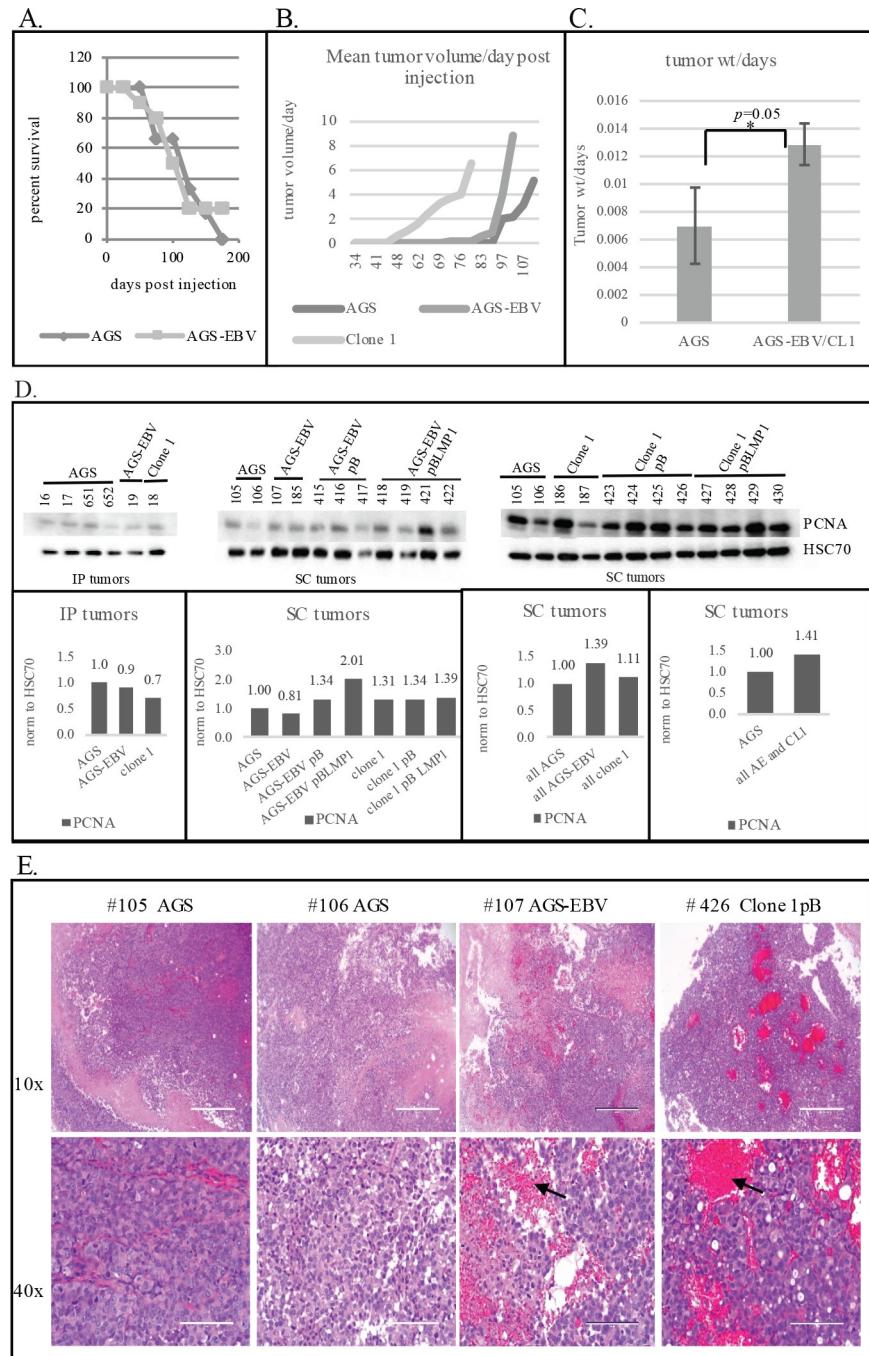 A.
B.
C.
percent survival
120
100
80
60
40
20
0
0 100 200
days post injection
AGS AGS-EBV
Mean tumor volume/day post
injection
tumor volume/day
10
8
6
4
2
0
34 41 48 62 69 76 83 97 107
AGS AGS-EBV
Clone 1
tumor wt/days
Tumor wt/days
0.016
0.014
0.012
0.01
0.008
0.006
0.004
0.002
0
p=0.05
*
AGS AGS-EBV/CL1
D.
AGS AGS-EBV Clone 1
16 17 651 652 19 18
IP tumors
AGS AGS-EBV AGS-EBV pB AGS-EBV pBLMP1
105 106 107 185 415 416 417 418 419 421 422
SC tumors
AGS Clone 1 Clone 1 pB Clone 1 pBLMP1
105 106 186 187 423 424 425 426 427 428 429 430
PCNA
HSC70
SC tumors
IP tumors
norm to HSC70
1.5
1.0
0.5
0.0
1.0 0.9 0.7
AGS AGS-EBV clone 1
PCNA
SC tumors
norm to HSC70
3.0
2.0
1.0
0.0
1.00 0.81 1.34 2.01 1.31 1.34 1.39
AGS AGS-EBV AGS-EBV pB AGS-EBV pBLMP1 clone 1 clone 1 pB clone 1 pB LMP1
PCNA
SC tumors
norm to HSC70
1.5
1.0
0.5
0.0
1.00 1.39 1.11
all AGS all AGS-EBV all clone 1
PCNA
SC tumors
norm to HSC70
1.5
1.0
0.5
0.0
1.00 1.41
AGS all AE and CL1
PCNA
E.
#105 AGS #106 AGS #107 AGS-EBV # 426 Clone 1pB
10x
40x